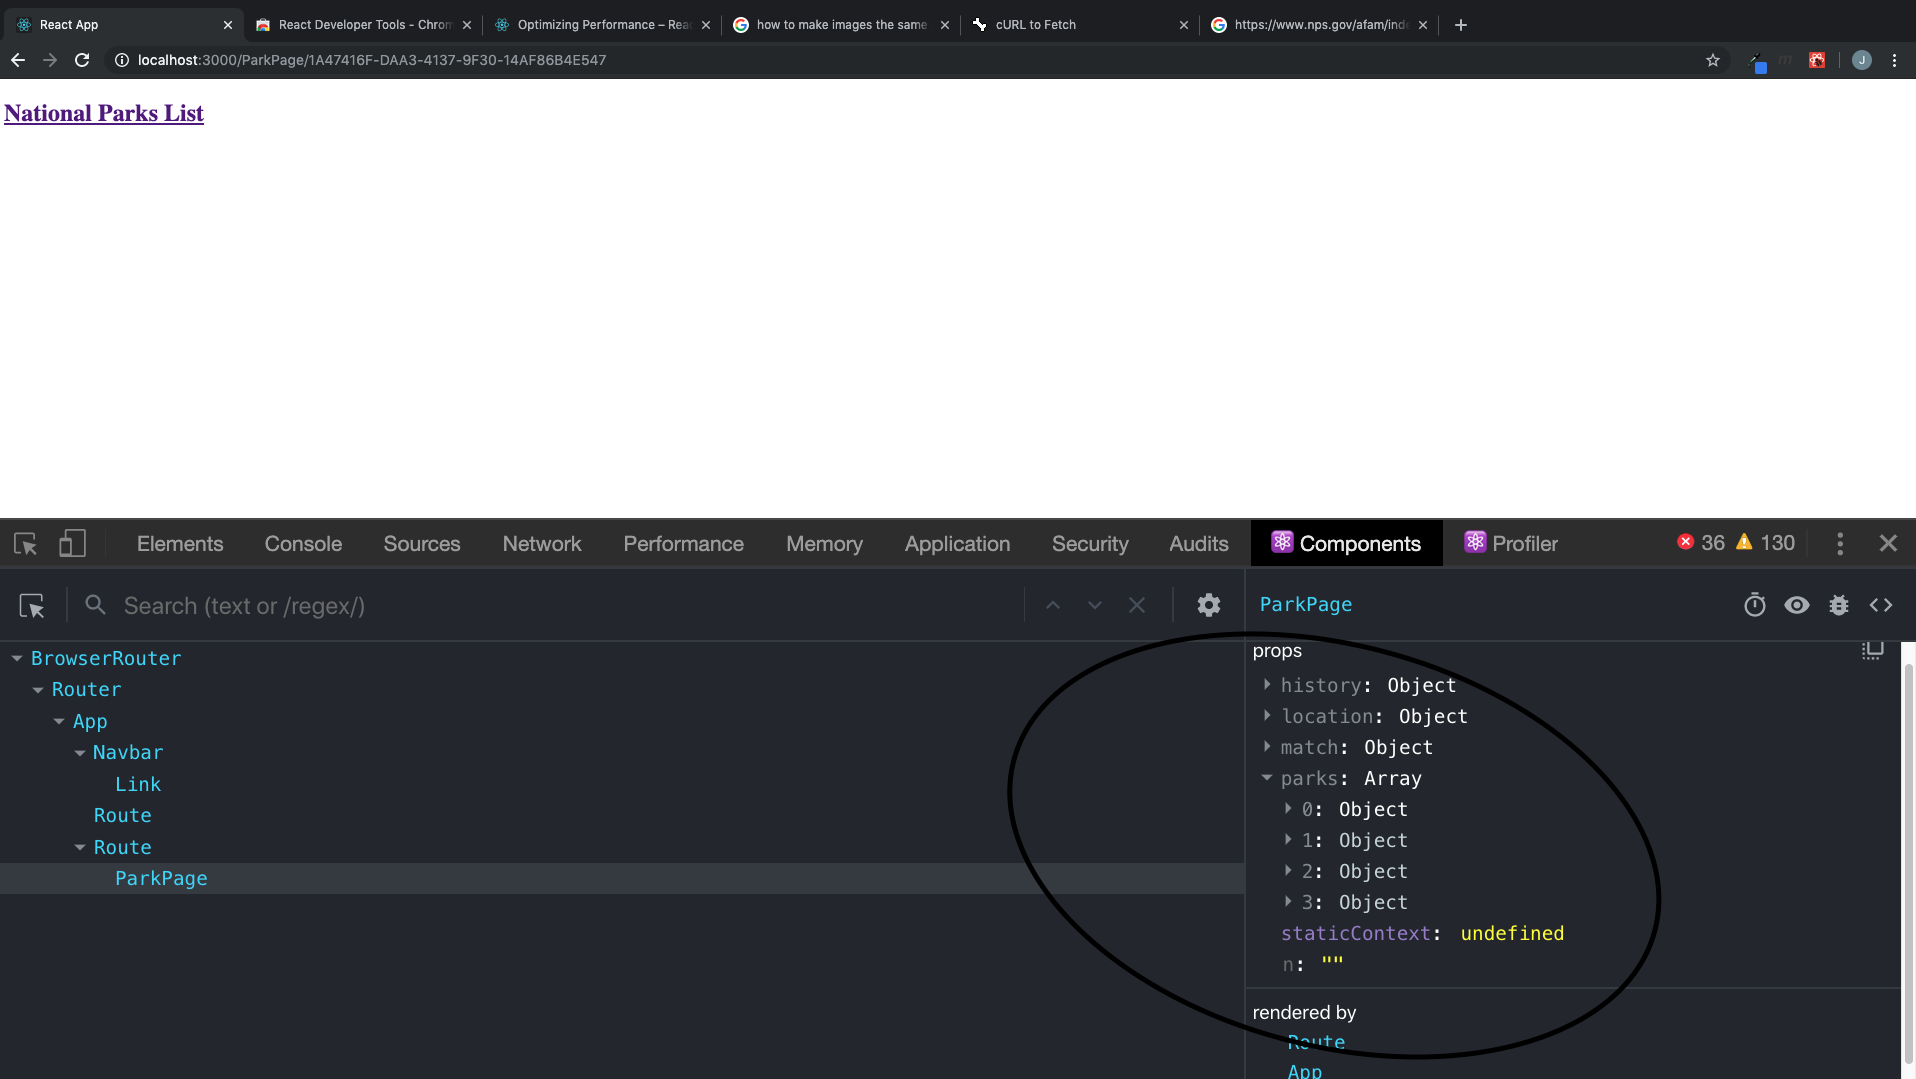 React App
React Developer Tools - Chrom
Optimizing Performance – Reac
how to make images the same
cURL to Fetch
https://www.nps.gov/afam/inde
localhost:3000/ParkPage/1A47416F-DAA3-4137-9F30-14AF86B4E547
J
National Parks List
Elements Console Sources Network Performance Memory Application Security Audits Components Profiler 36 130
Search (text or /regex/)
BrowserRouter
Router
App
Navbar
Link
Route
Route
ParkPage
ParkPage
props
history: Object
location: Object
match: Object
parks: Array
0: Object
1: Object
2: Object
3: Object
staticContext: undefined
n: ""
rendered by
Route
App